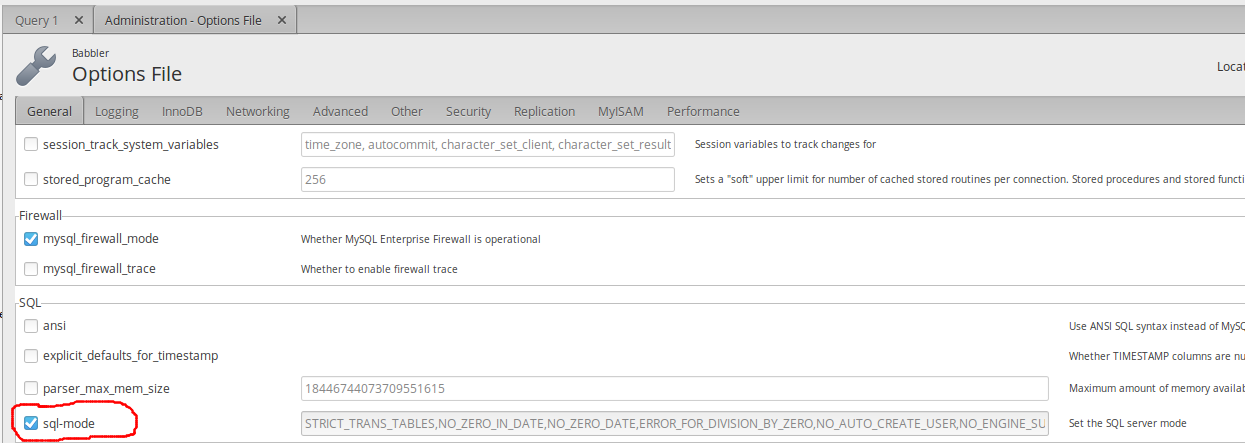 Query 1 ✕ Administration - Options File ✕
Babbler
Options File
Locat
General Logging InnoDB Networking Advanced Other Security Replication MyISAM Performance
session_track_system_variables time_zone, autocommit, character_set_client, character_set_result Session variables to track changes for
stored_program_cache 256 Sets a "soft" upper limit for number of cached stored routines per connection. Stored procedures and stored functi
Firewall
mysql_firewall_mode Whether MySQL Enterprise Firewall is operational
mysql_firewall_trace Whether to enable firewall trace
SQL
ansi Use ANSI SQL syntax instead of MySQ
explicit_defaults_for_timestamp Whether TIMESTAMP columns are nu
parser_max_mem_size 18446744073709551615 Maximum amount of memory availab
sql-mode STRICT_TRANS_TABLES,NO_ZERO_IN_DATE,NO_ZERO_DATE,ERROR_FOR_DIVISION_BY_ZERO,NO_AUTO_CREATE_USER,NO_ENGINE_SU Set the SQL server mode